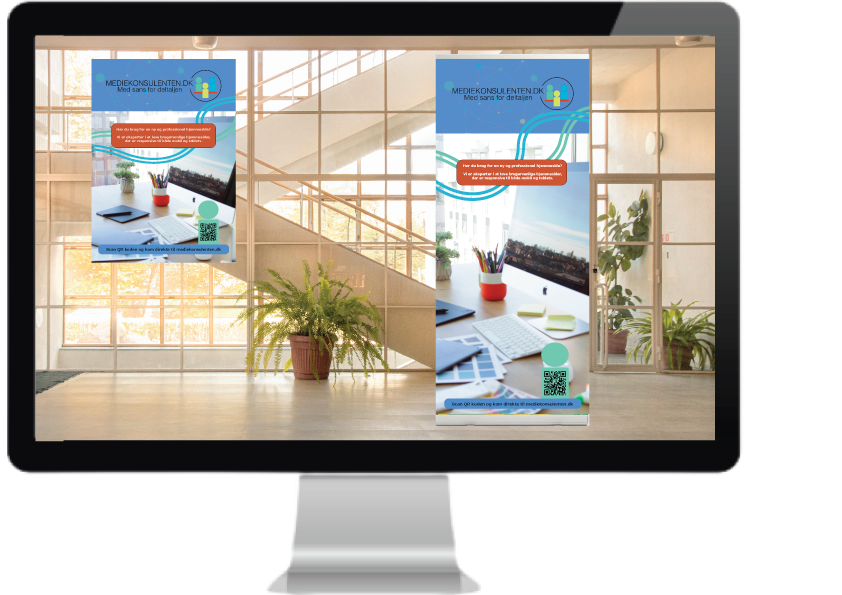 MEDIEKONSULENTEN.DK
Med sans for detaljen
Har du brug for en ny og professionel hjemmeside?
Vi er eksperter i at lave brugervenlige hjemmesider,
der er responsive til både mobil og tablets.
Scan QR koden og kom direkte til mediekonsulenten.dk
MEDIEKONSULENTEN.DK
Med sans for detaljen
Har du brug for en ny og professionel hjemmeside?
Vi er eksperter i at lave brugervenlige hjemmesider,
der er responsive til både mobil og tablets.
Scan QR koden og kom direkte til mediekonsulenten.dk